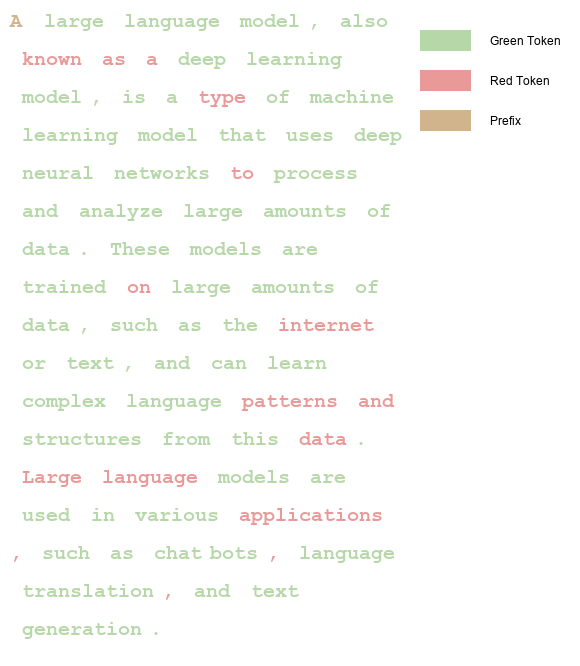 A large language model , also
known as a deep learning
model , is a type of machine
learning model that uses deep
neural networks to process
and analyze large amounts of
data . These models are
trained on large amounts of
data , such as the internet
or text , and can learn
complex language patterns and
structures from this data .
Large language models are
used in various applications
, such as chat bots , language
translation , and text
generation .
Green Token
Red Token
Prefix